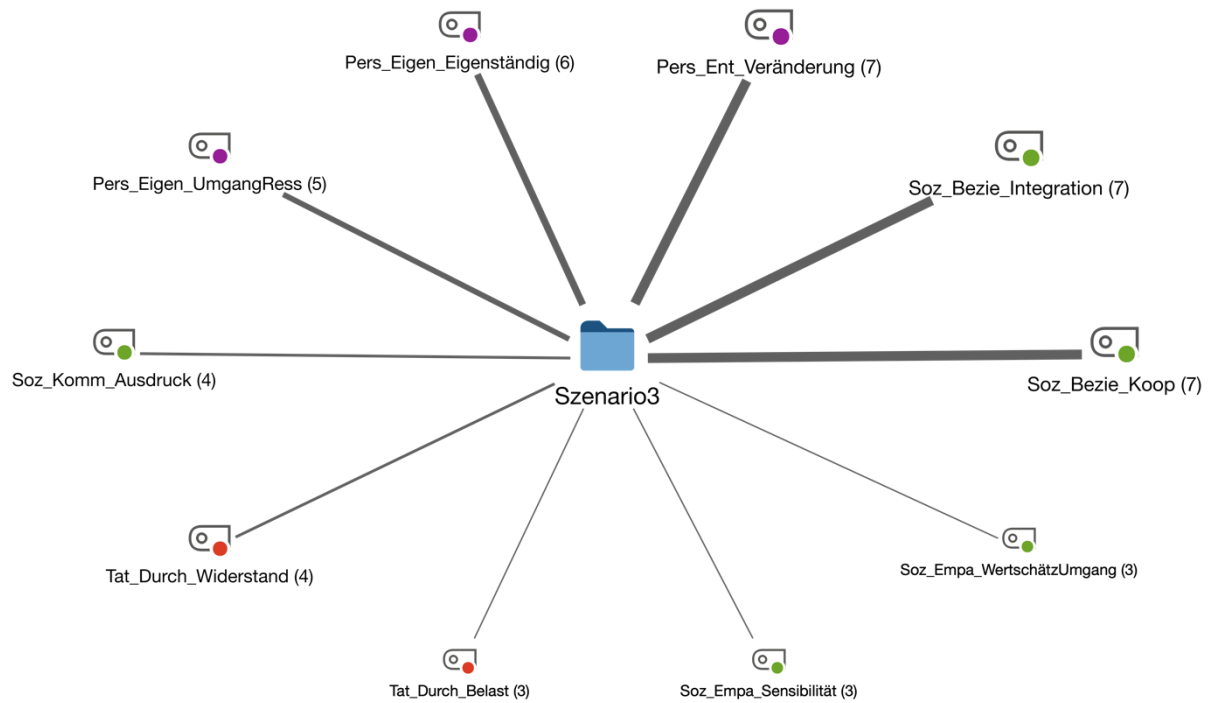 Pers_Eigen_Eigenständig (6)
Pers_Ent_Veränderung (7)
Pers_Eigen_UmgangRess (5)
Soz_Bezie_Integration (7)
Soz_Komm_Ausdruck (4)
Szenario3
Soz_Bezie_Koop (7)
Tat_Durch_Widerstand (4)
Soz_Empa_WertschätzUmgang (3)
Tat_Durch_Belast (3)
Soz_Empa_Sensibilität (3)